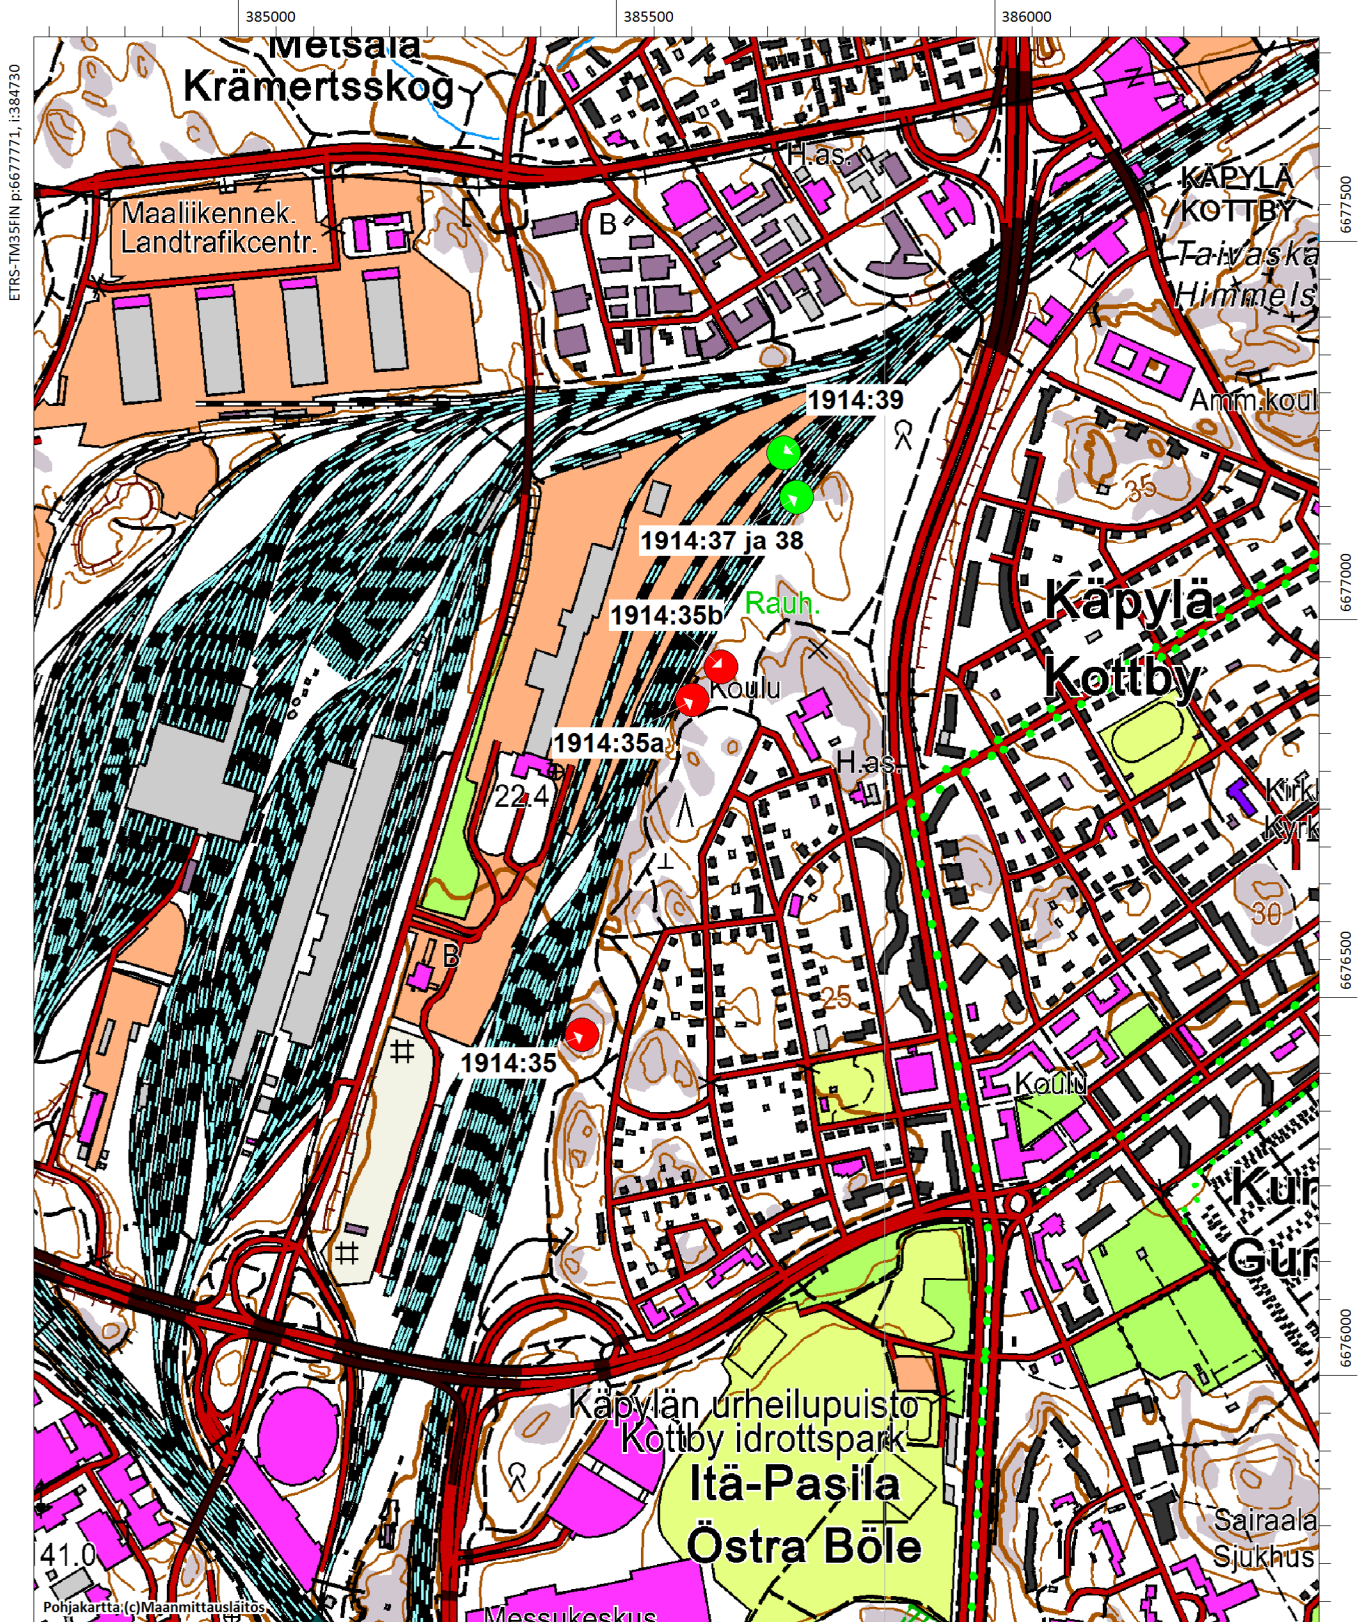 385000
385500
386000
ETRS-TM35FIN p:6677771, i:384730
Metsälä
Krämertsskog
H.as.
KÄPYLÄ
KOTTBY
6677500
Maaliikennek.
Landtrafikcentr.
B
Taivaska
Himmels
1914:39
Amm.koul
35
1914:37 ja 38
6677000
Rauh.
1914:35b
Käpylä
Kottby
Koulu
1914:35a
H.as.
22.4
Kirk
Kyrk
30
B
25
6676500
1914:35
Koulu
Kur
Gur
6676000
Käpylän urheilupuisto
Kottby idrottspark
Itä-Pasila
Östra Böle
Sairaala
Sjukhus
41.0
Pohjakartta (c)Maanmittauslaitos
Messukeskus